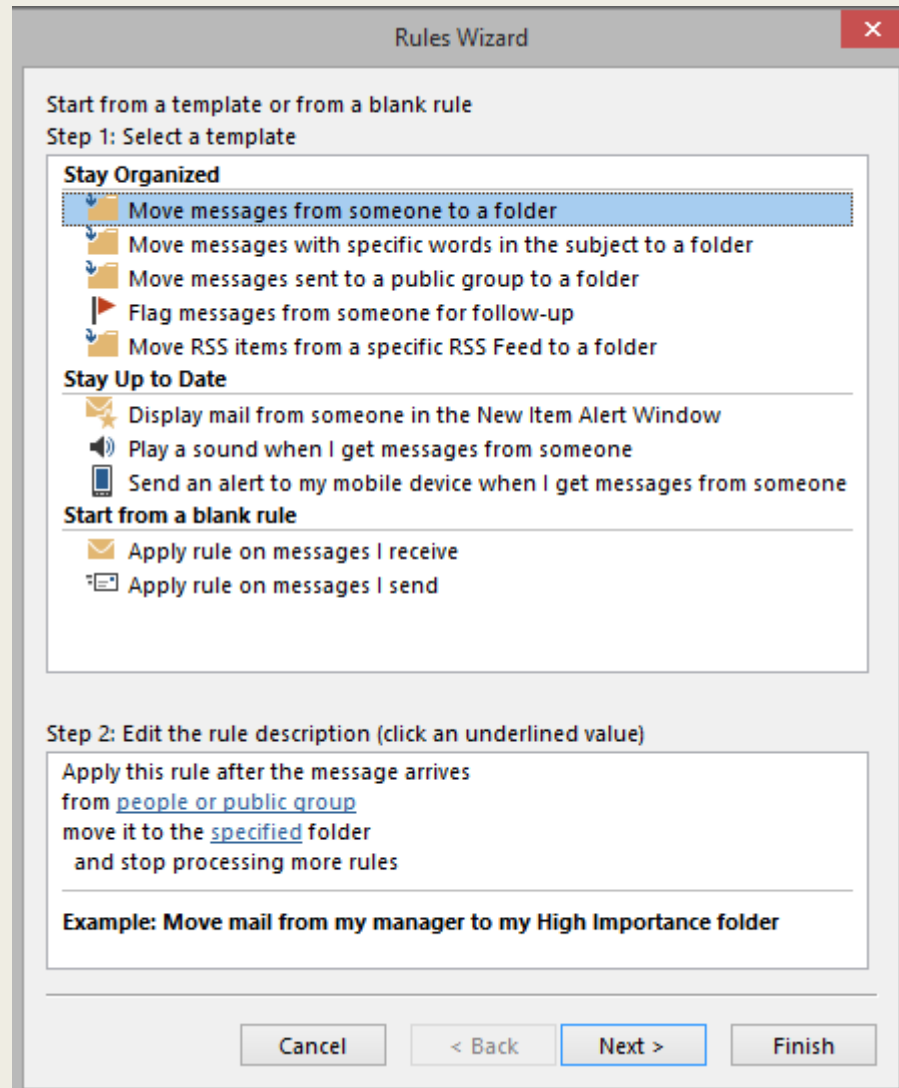 Rules Wizard
Start from a template or from a blank rule
Step 1: Select a template
Stay Organized
Move messages from someone to a folder
Move messages with specific words in the subject to a folder
Move messages sent to a public group to a folder
Flag messages from someone for follow-up
Move RSS items from a specific RSS Feed to a folder
Stay Up to Date
Display mail from someone in the New Item Alert Window
Play a sound when I get messages from someone
Send an alert to my mobile device when I get messages from someone
Start from a blank rule
Apply rule on messages I receive
Apply rule on messages I send
Step 2: Edit the rule description (click an underlined value)
Apply this rule after the message arrives
from people or public group
move it to the specified folder
and stop processing more rules
Example: Move mail from my manager to my High Importance folder
Cancel < Back Next > Finish